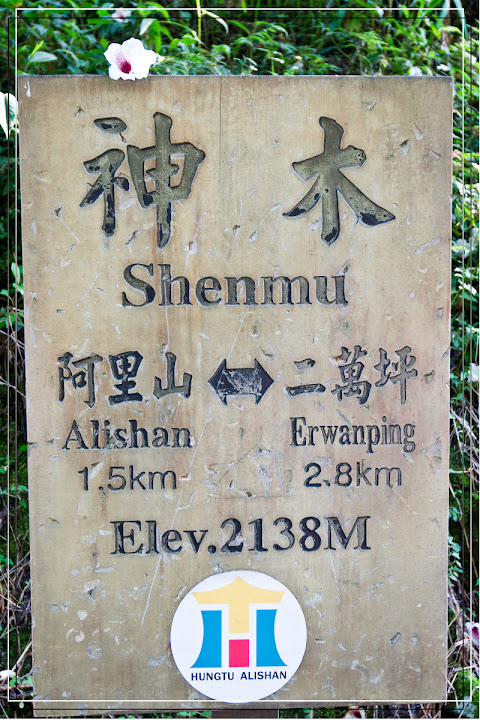 神木
Shenmu
阿里山 ↔ 二萬坪
Alishan Erwanping
1.5km 2.8km
Elev.2138M
HUNGTU ALISHAN